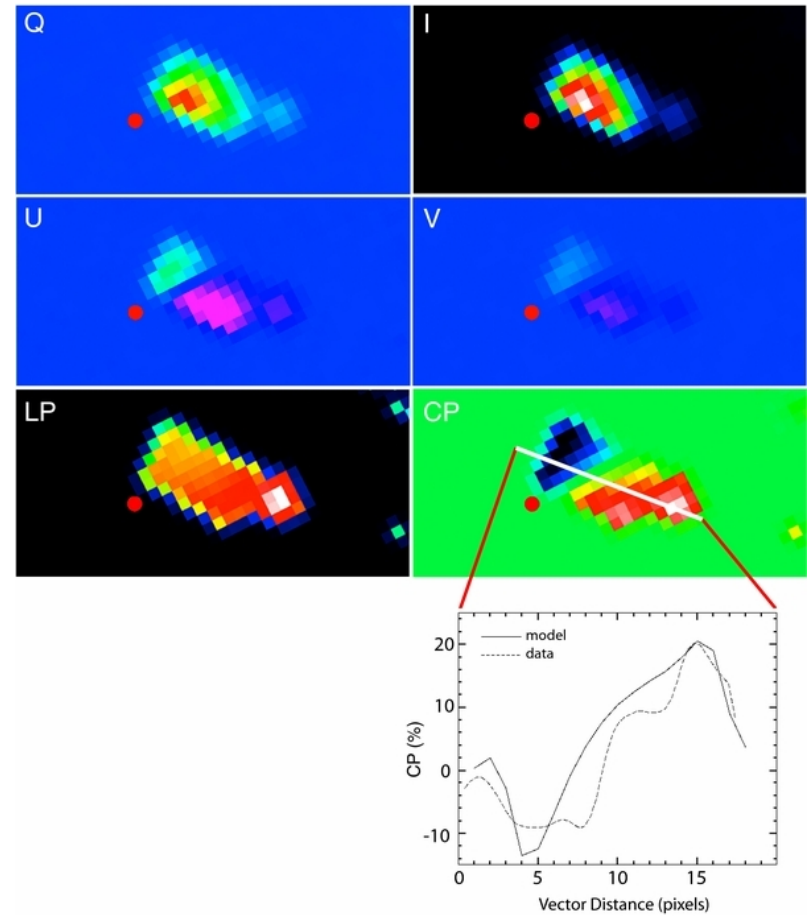 Q
I
U
V
LP
CP
model
data
20
10
0
-10
CP (%)
0
5
10
15
Vector Distance (pixels)